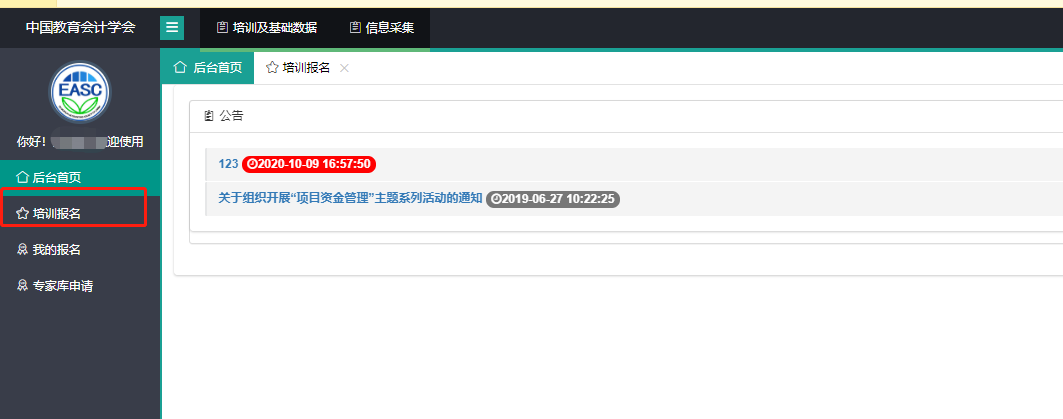 中国教育会计学会
培训及基础数据
信息采集
后台首页
培训报名
EASC
你好！
迎使用
后台首页
培训报名
我的报名
专家库申请
公告
123 2020-10-09 16:57:50
关于组织开展“项目资金管理”主题系列活动的通知 2019-06-27 10:22:25